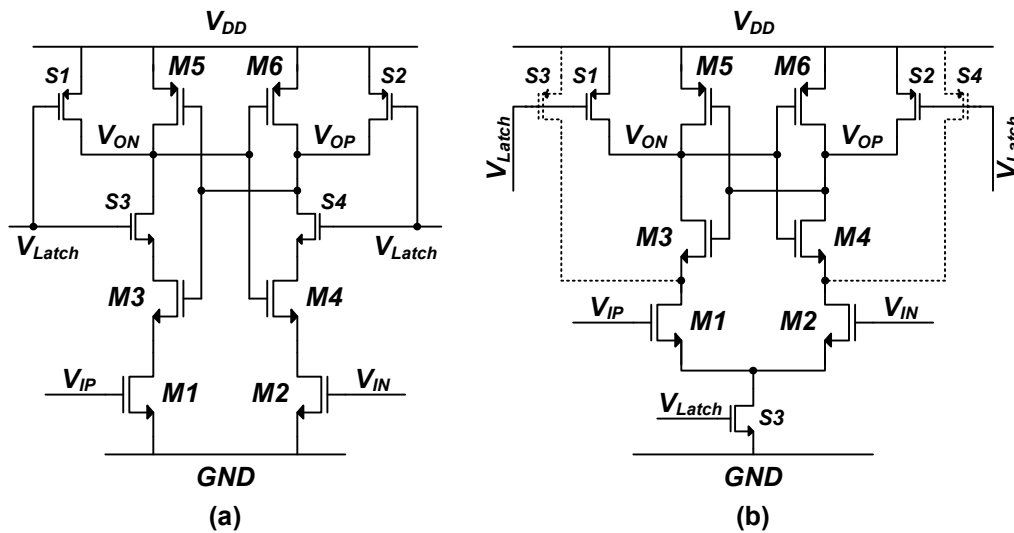 V_DD
S1 M5 M6 S2
V_ON V_OP
S3 S4
V_Latch V_Latch
M3 M4
V_IP M1 M2 V_IN
GND
(a)
V_DD
S3 S1 M5 M6 S2 S4
V_ON V_OP
V_Latch V_Latch
M3 M4
V_IP M1 M2 V_IN
V_Latch S3
GND
(b)